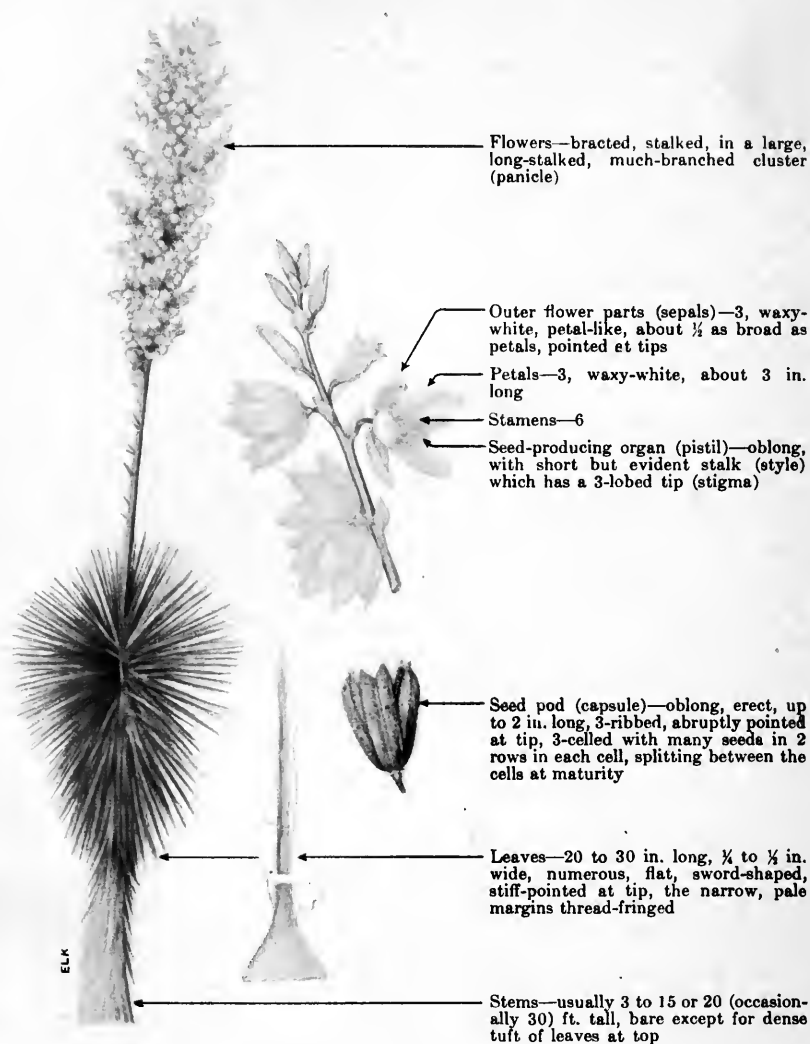 Flowers—bracted, stalked, in a large,
long-stalked, much-branched cluster
(panicle)
Outer flower parts (sepals)—3, waxy-
white, petal-like, about ½ as broad as
petals, pointed et tips
Petals—3, waxy-white, about 3 in.
long
Stamens—6
Seed-producing organ (pistil)—oblong,
with short but evident stalk (style)
which has a 3-lobed tip (stigma)
Seed pod (capsule)—oblong, erect, up
to 2 in. long, 3-ribbed, abruptly pointed
at tip, 3-celled with many seeds in 2
rows in each cell, splitting between the
cells at maturity
Leaves—20 to 30 in. long, ¼ to ½ in.
wide, numerous, flat, sword-shaped,
stiff-pointed at tip, the narrow, pale
margins thread-fringed
ELK
Stems—usually 3 to 15 or 20 (occasion-
ally 30) ft. tall, bare except for dense
tuft of leaves at top